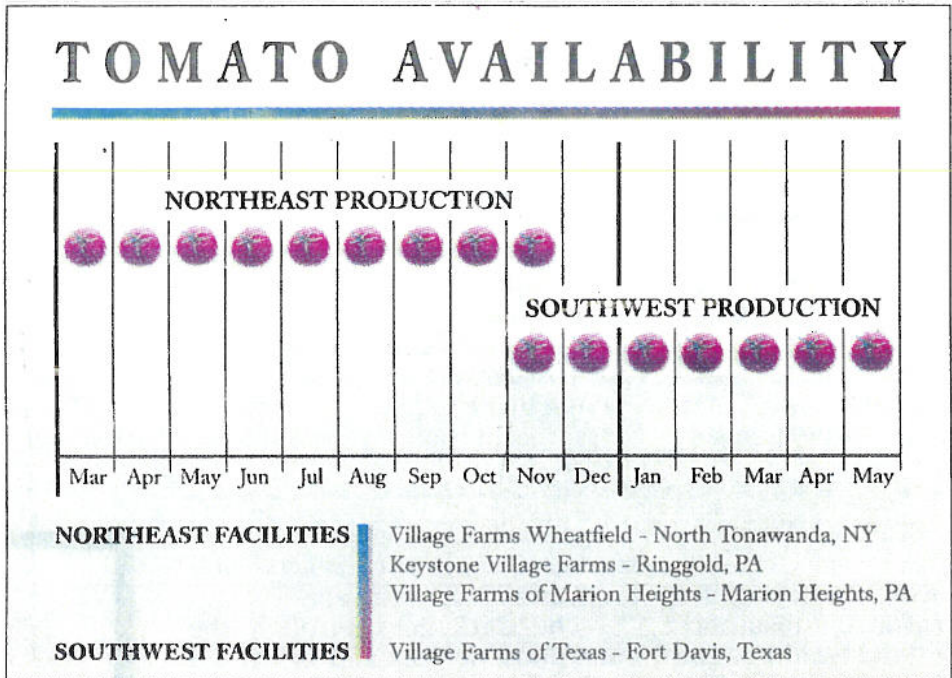 TOMATO AVAILABILITY
NORTHEAST PRODUCTION
SOUTHWEST PRODUCTION
Mar Apr May Jun Jul Aug Sep Oct Nov Dec Jan Feb Mar Apr May
NORTHEAST FACILITIES Village Farms Wheatfield - North Tonawanda, NY
Keystone Village Farms - Ringgold, PA
Village Farms of Marion Heights - Marion Heights, PA
SOUTHWEST FACILITIES Village Farms of Texas - Fort Davis, Texas